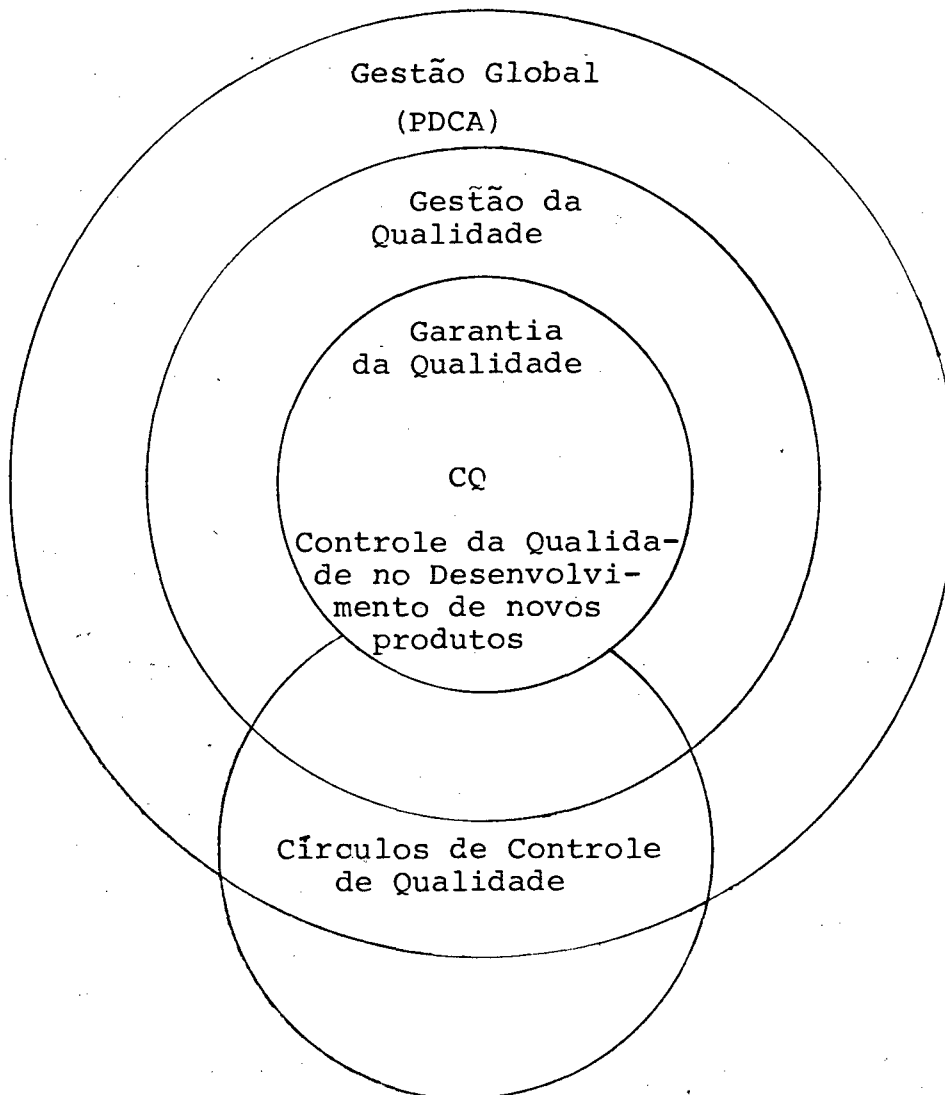 Gestão Global
(PDCA)
Gestão da
Qualidade
Garantia
da Qualidade
CQ
Controle da Qualida-
de no Desenvolvi-
mento de novos
produtos
Círculos de Controle
de Qualidade